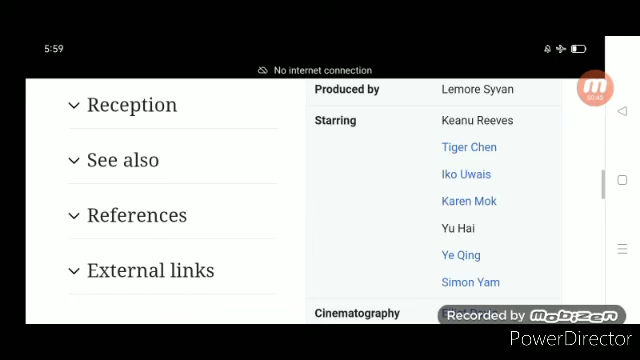 5:59
No internet connection
Reception
See also
References
External links
Produced by Lemore Syvan
Starring Keanu Reeves
Tiger Chen
Iko Uwais
Karen Mok
Yu Hai
Ye Qing
Simon Yam
Cinematography
Recorded by Mobizen
PowerDirector